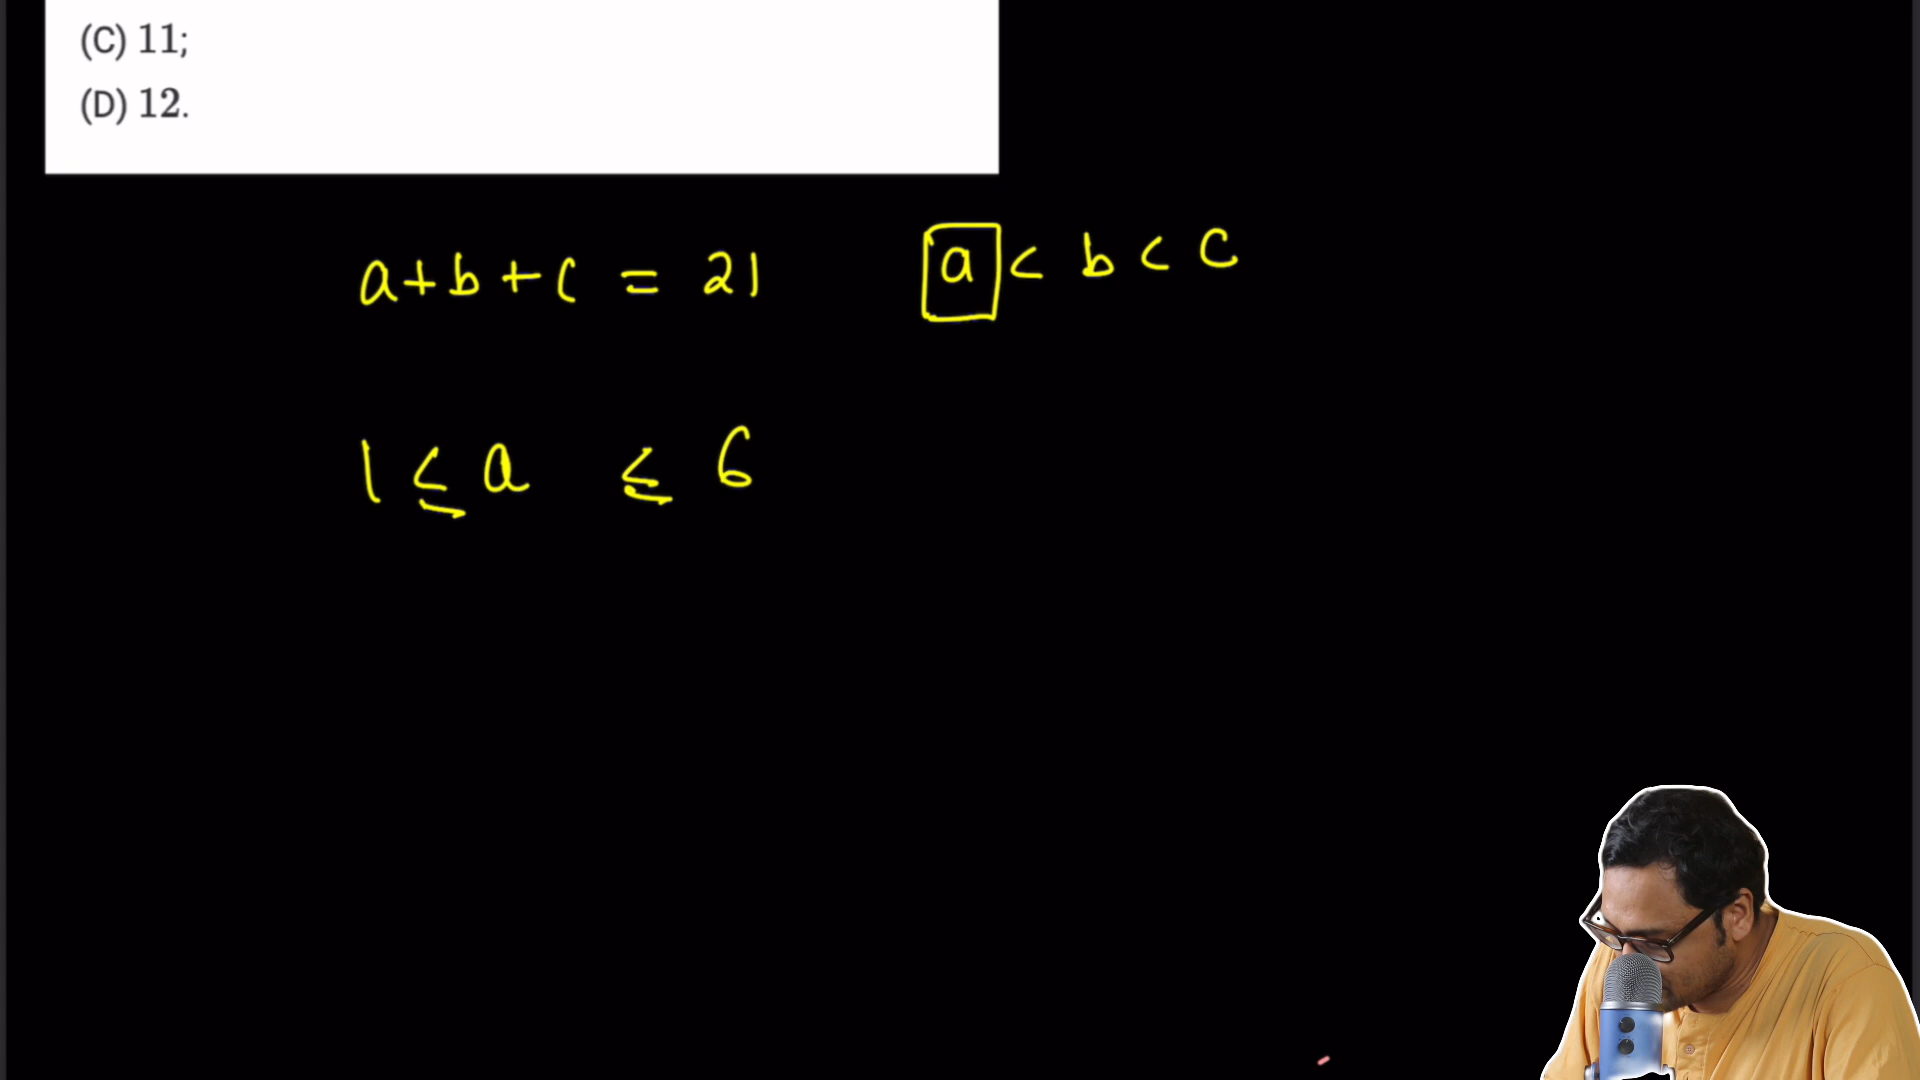 (C) 11;
(D) 12.
a+b+c = 21 a < b < c
1 ≤ a ≤ 6